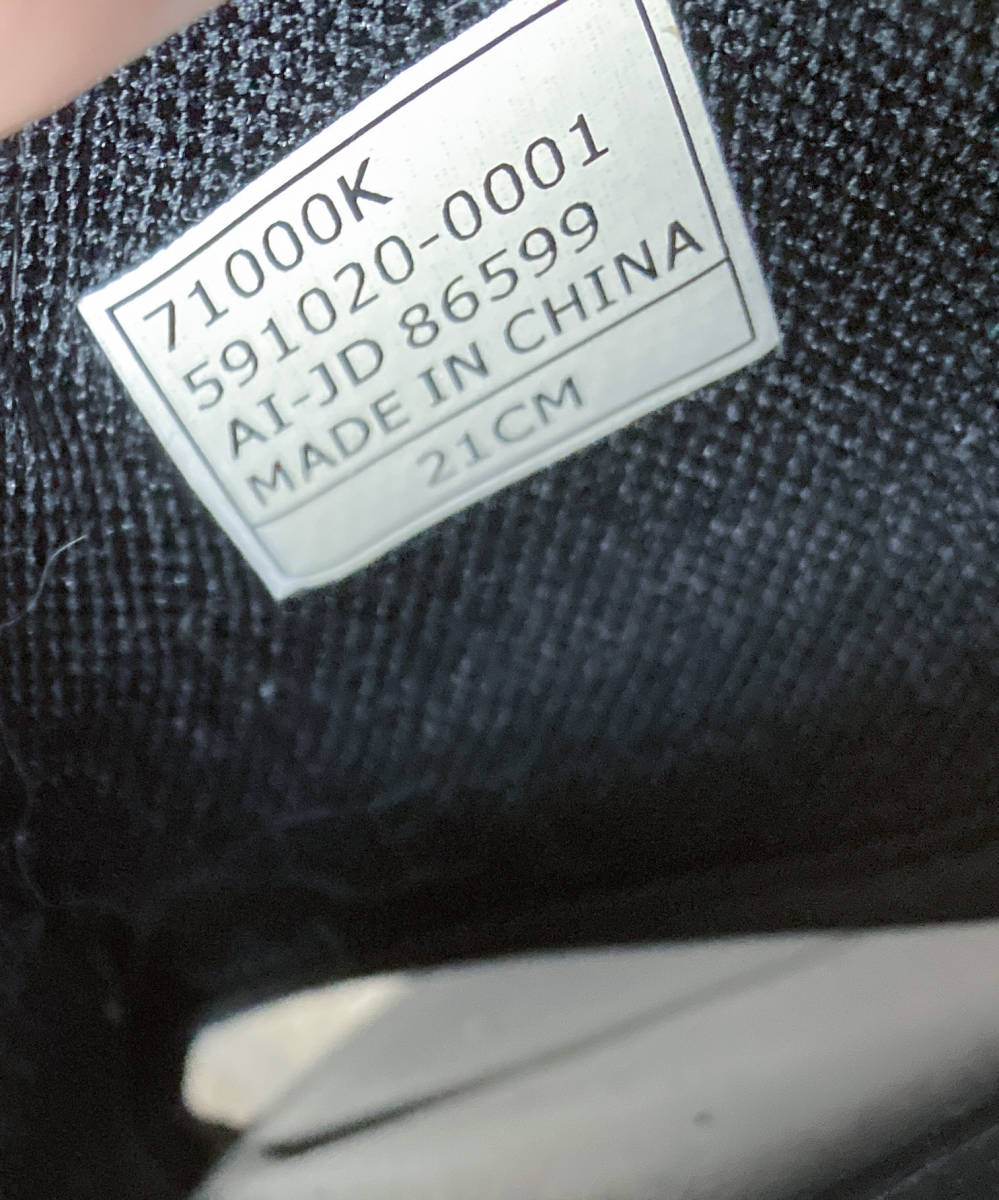 71000K
591020-0001
AI-JD 86599
MADE IN CHINA
21CM